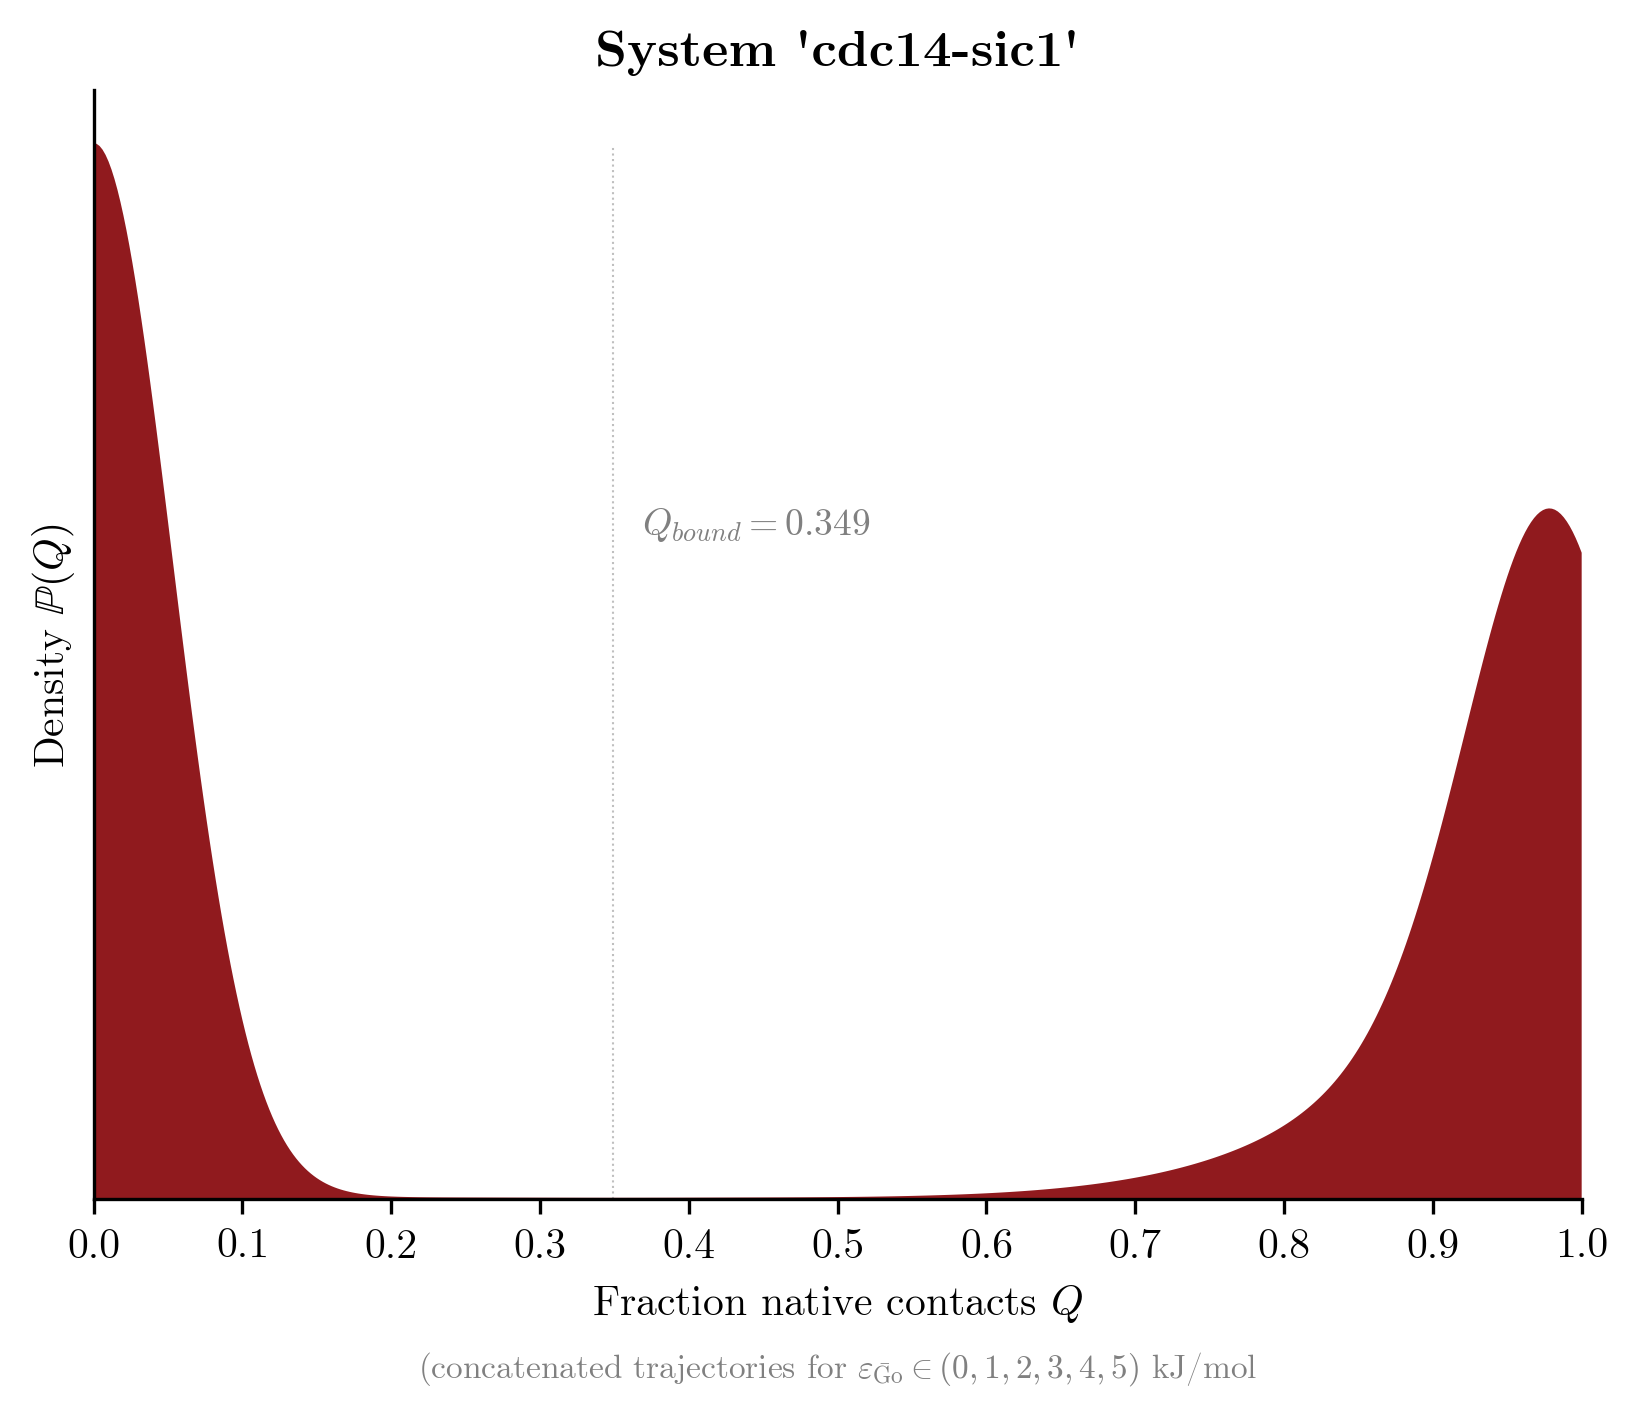 System 'cdc14-sic1'
Density ℙ(Q)
Q_bound = 0.349
0.0 0.1 0.2 0.3 0.4 0.5 0.6 0.7 0.8 0.9 1.0
Fraction native contacts Q
(concatenated trajectories for ε_Ḡo ∈ (0, 1, 2, 3, 4, 5) kJ/mol